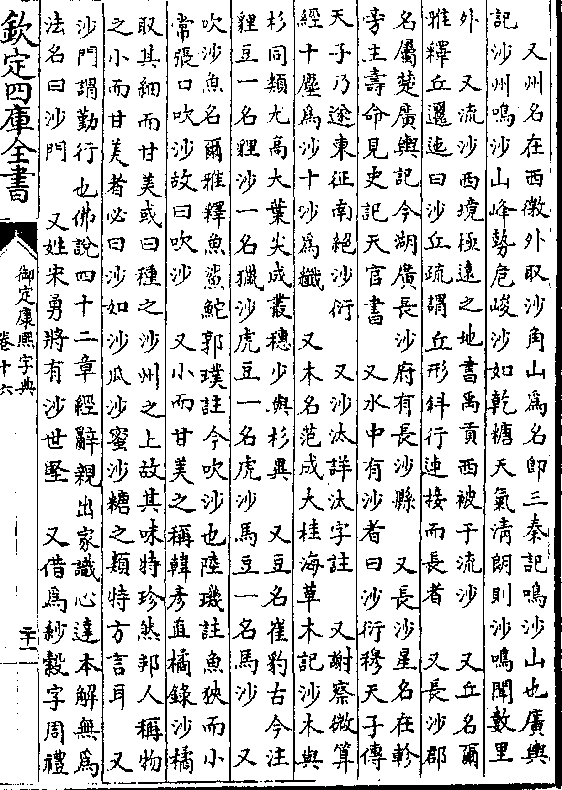 又州名在西徼外取沙角山為名即三秦記鳴沙山也廣輿
記沙州鳴沙山峰勢危峻沙如乾糖天氣清朗則沙鳴聞數里
外　又流沙西境極遠之地書禹貢西被于流沙　又丘名爾
雅釋丘邐迤曰沙丘疏謂丘形斜行連接而長者　又長沙郡
名屬楚廣輿記今湖廣長沙府有長沙縣　又長沙星名在軫
旁主壽命見史記天官書　又水中有沙者曰沙衍穆天子傳
天子乃遂東征南絕沙衍　又沙汰詳汰字註　又謝察微算
經十塵為沙十沙為纖　又木名范成大桂海草木記沙木與
杉同類尤高大葉尖成叢穗少與杉異　又豆名崔豹古今注
貍豆一名貍沙一名獵沙虎豆一名虎沙馬豆一名馬沙　又
吹沙魚名爾雅釋魚鯊鮀郭璞註今吹沙也陸璣註魚狹而小
常張口吹沙故曰吹沙　又小而甘美之稱韓彥直橘錄沙橘
取其細而甘美或曰種之沙州之上故其味特珍然邦人稱物
之小而甘美者必曰沙如沙瓜沙蜜沙糖之類特方言耳　又
沙門謂勤行也佛說四十二章經辭親出家識心達本解無為
法名曰沙門　又姓宋勇將有沙世堅　又借為紗縠字周禮
欽定四庫全書
御定康熙字典
卷十六
二十一